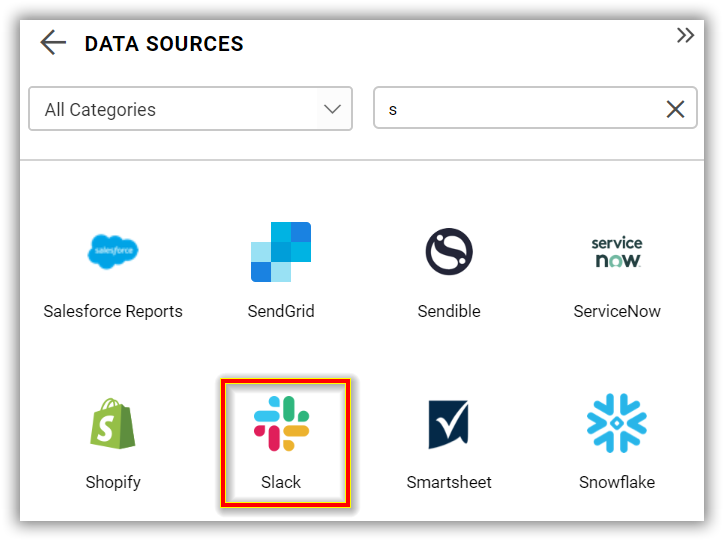 DATA SOURCES
All Categories
s
salesforce
service
now
Salesforce Reports
SendGrid
Sendible
ServiceNow
Shopify
Slack
Smartsheet
Snowflake